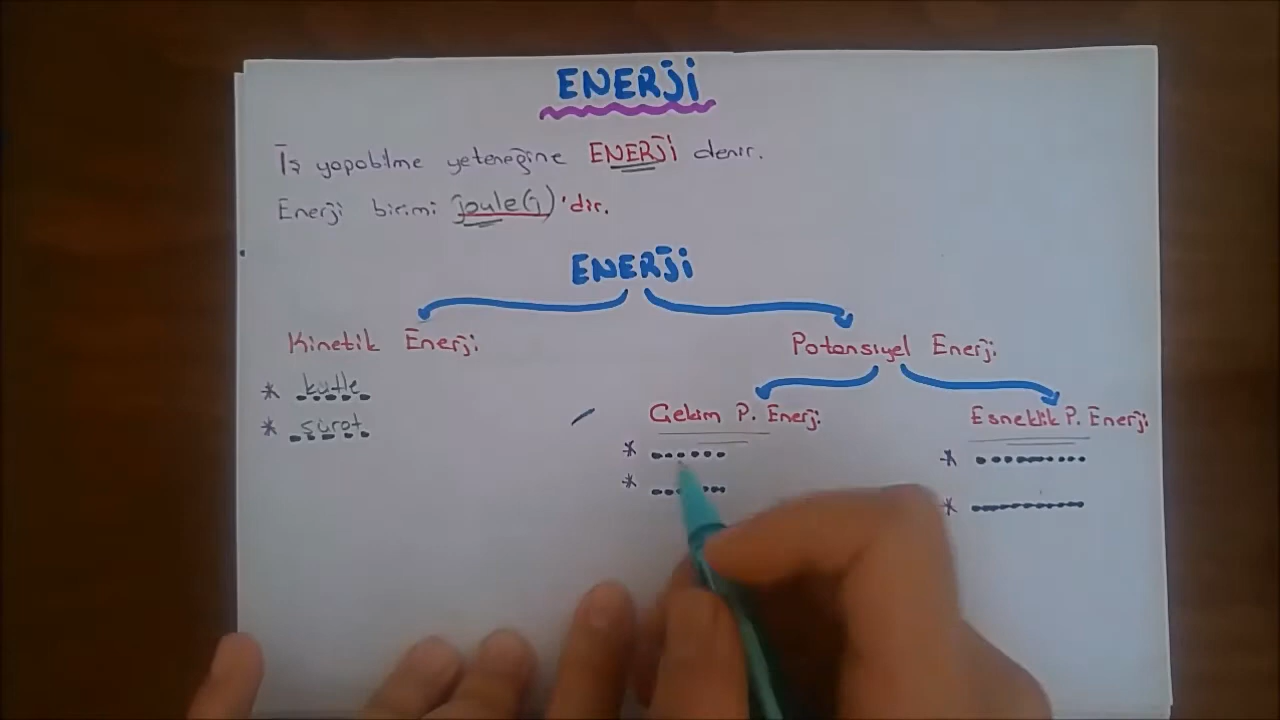 ENERJİ
İş yapabilme yeteneğine ENERJİ denir.
Enerji birimi joule(j)'dir.
ENERJİ
Kinetik Enerji
Potansiyel Enerji
* kütle
* sürat
Çekim P. Enerji
Esneklik P. Enerji
*
*
*
*